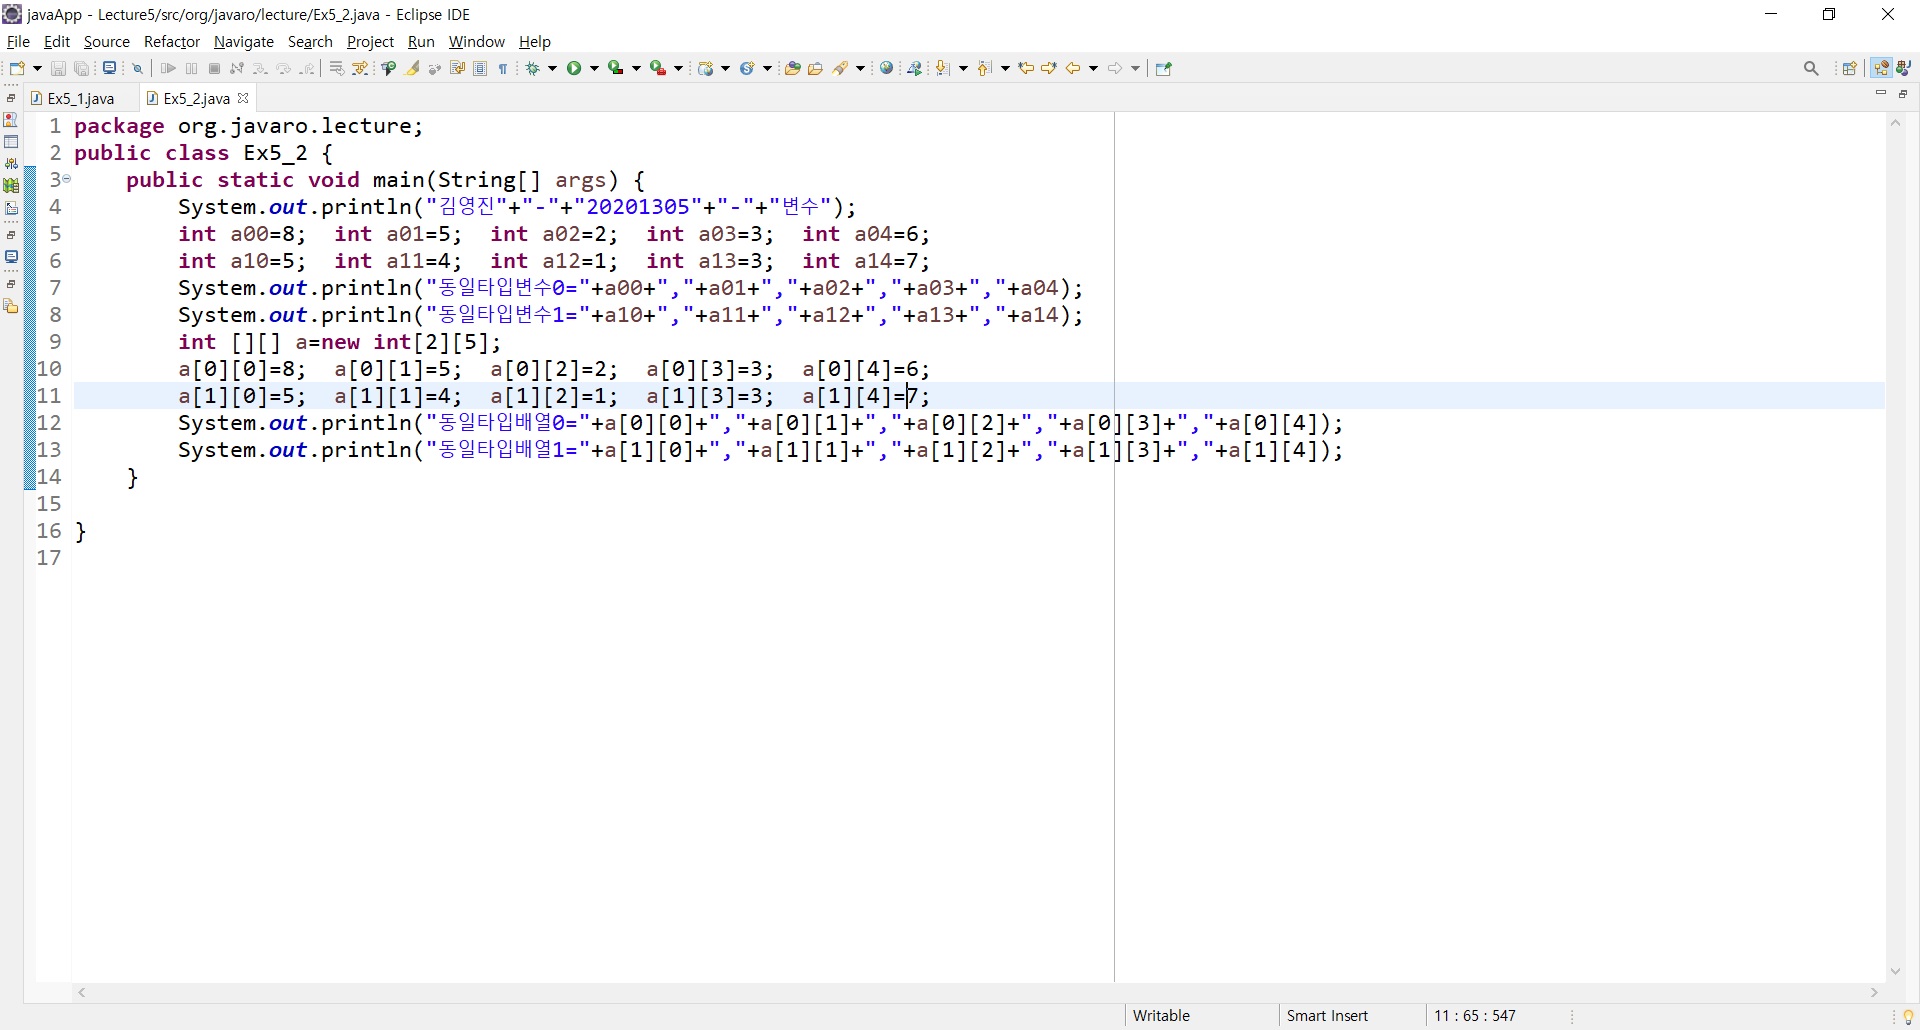 javaApp - Lecture5/src/org/javaro/lecture/Ex5_2.java - Eclipse IDE
File Edit Source Refactor Navigate Search Project Run Window Help
Ex5_1.java Ex5_2.java
1 package org.javaro.lecture;
2 public class Ex5_2 {
3 public static void main(String[] args) {
4 System.out.println("김영진"+"-"+"20201305"+"-"+"변수");
5 int a00=8; int a01=5; int a02=2; int a03=3; int a04=6;
6 int a10=5; int a11=4; int a12=1; int a13=3; int a14=7;
7 System.out.println("동일타입변수0="+a00+","+a01+","+a02+","+a03+","+a04);
8 System.out.println("동일타입변수1="+a10+","+a11+","+a12+","+a13+","+a14);
9 int [][] a=new int[2][5];
10 a[0][0]=8; a[0][1]=5; a[0][2]=2; a[0][3]=3; a[0][4]=6;
11 a[1][0]=5; a[1][1]=4; a[1][2]=1; a[1][3]=3; a[1][4]=7;
12 System.out.println("동일타입배열0="+a[0][0]+","+a[0][1]+","+a[0][2]+","+a[0][3]+","+a[0][4]);
13 System.out.println("동일타입배열1="+a[1][0]+","+a[1][1]+","+a[1][2]+","+a[1][3]+","+a[1][4]);
14 }
15
16 }
17
Writable Smart Insert 11 : 65 : 547